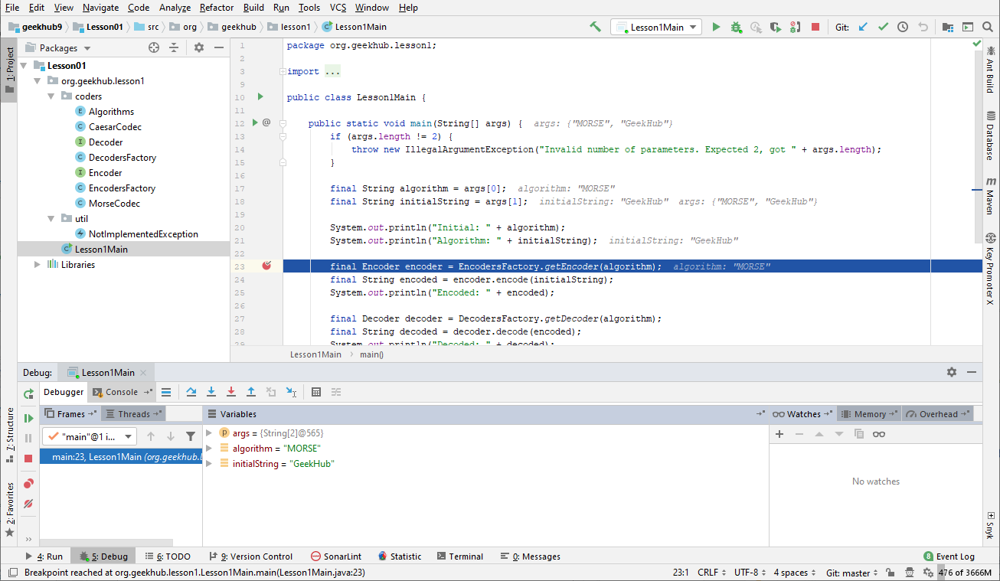 File Edit View Navigate Code Analyze Refactor Build Run Tools VCS Window Help
geekhub9 Lesson01 src org geekhub lesson1 Lesson1Main
Lesson1Main
Git:
1: Project
Packages
Lesson01
org.geekhub.lesson1
coders
E Algorithms
C CaesarCodec
I Decoder
C DecodersFactory
I Encoder
C EncodersFactory
C MorseCodec
util
NotImplementedException
C Lesson1Main
Libraries
1 package org.geekhub.lesson1;
2
3 import ...
9
10 public class Lesson1Main {
11
12 @ public static void main(String[] args) { args: {"MORSE", "GeekHub"}
13 if (args.length != 2) {
14 throw new IllegalArgumentException("Invalid number of parameters. Expected 2, got " + args.length);
15 }
16
17 final String algorithm = args[0]; algorithm: "MORSE"
18 final String initialString = args[1]; initialString: "GeekHub" args: {"MORSE", "GeekHub"}
19
20 System.out.println("Initial: " + algorithm);
21 System.out.println("Algorithm: " + initialString); initialString: "GeekHub"
22
23 final Encoder encoder = EncodersFactory.getEncoder(algorithm); algorithm: "MORSE"
24 final String encoded = encoder.encode(initialString);
25 System.out.println("Encoded: " + encoded);
26
27 final Decoder decoder = DecodersFactory.getDecoder(algorithm);
28 final String decoded = decoder.decode(encoded);
29 System.out.println("Decoded: " + decoded);
Lesson1Main main()
Ant Build
Database
m Maven
Key Promoter X
Snyk
Debug: Lesson1Main
Debugger Console
Frames Threads
"main"@1 i...
main:23, Lesson1Main (org.geekhub.l
Variables
p args = {String[2]@565}
algorithm = "MORSE"
initialString = "GeekHub"
Watches Memory Overhead
No watches
7: Structure
2: Favorites
4: Run 5: Debug 6: TODO 9: Version Control SonarLint Statistic Terminal 0: Messages 8 Event Log
Breakpoint reached at org.geekhub.lesson1.Lesson1Main.main(Lesson1Main.java:23) 23:1 CRLF UTF-8 4 spaces Git: master 476 of 3666M